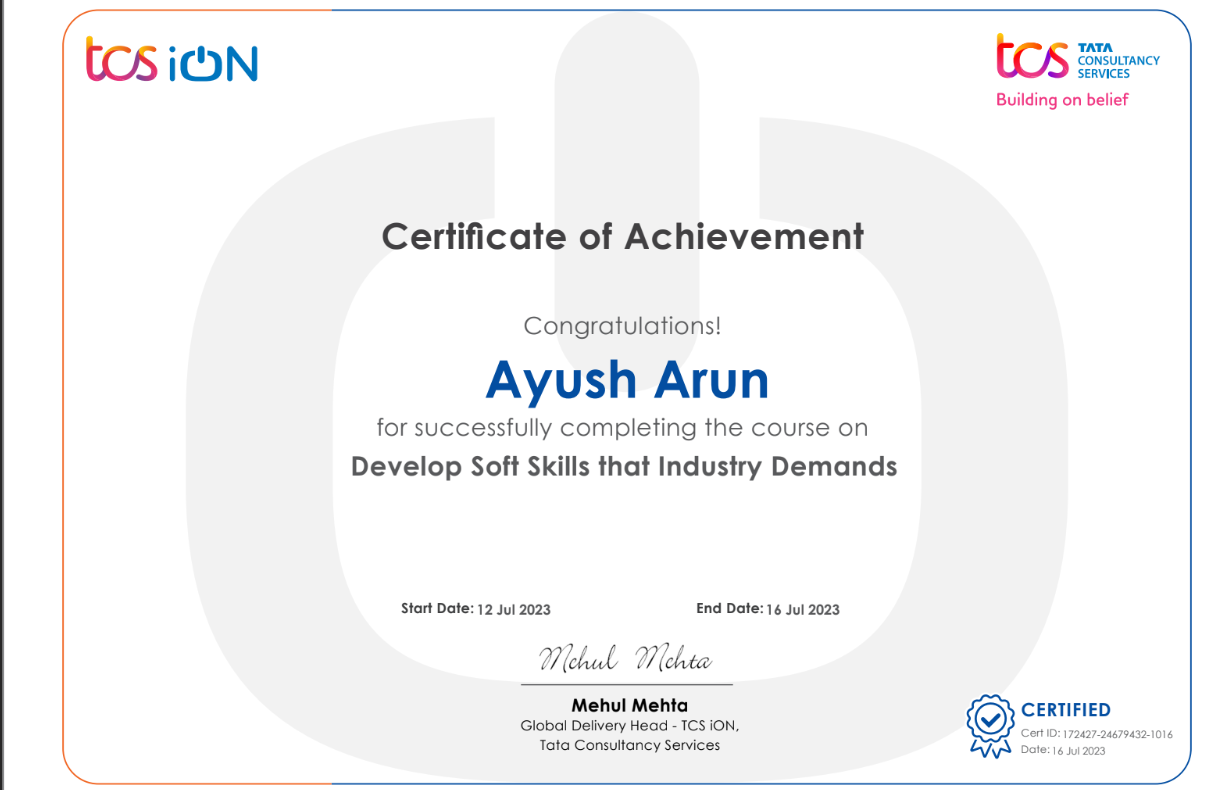 tcs iON
tcs TATA
CONSULTANCY
SERVICES
Building on belief
Certificate of Achievement
Congratulations!
Ayush Arun
for successfully completing the course on
Develop Soft Skills that Industry Demands
Start Date: 12 Jul 2023 End Date: 16 Jul 2023
Mehul Mehta
Mehul Mehta
Global Delivery Head - TCS iON,
Tata Consultancy Services
CERTIFIED
Cert ID: 172427-24679432-1016
Date: 16 Jul 2023